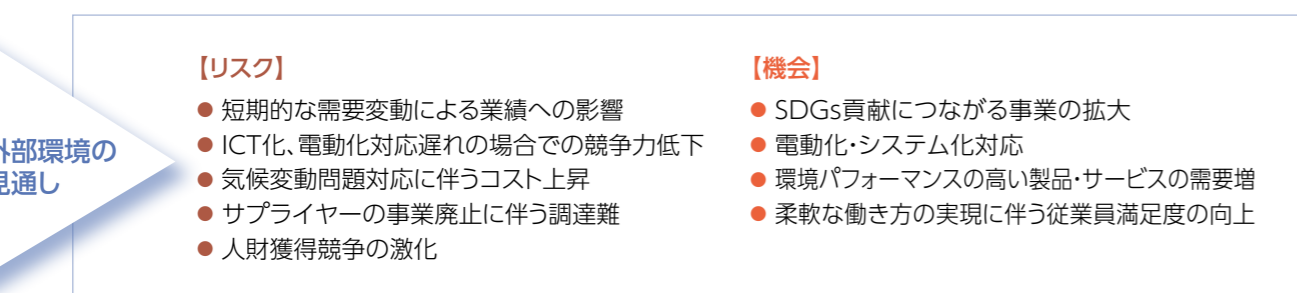 外部環境の
見通し
【リスク】
● 短期的な需要変動による業績への影響
● ICT化、電動化対応遅れの場合での競争力低下
● 気候変動問題対応に伴うコスト上昇
● サプライヤーの事業廃止に伴う調達難
● 人財獲得競争の激化
【機会】
● SDGs貢献につながる事業の拡大
● 電動化・システム化対応
● 環境パフォーマンスの高い製品・サービスの需要増
● 柔軟な働き方の実現に伴う従業員満足度の向上